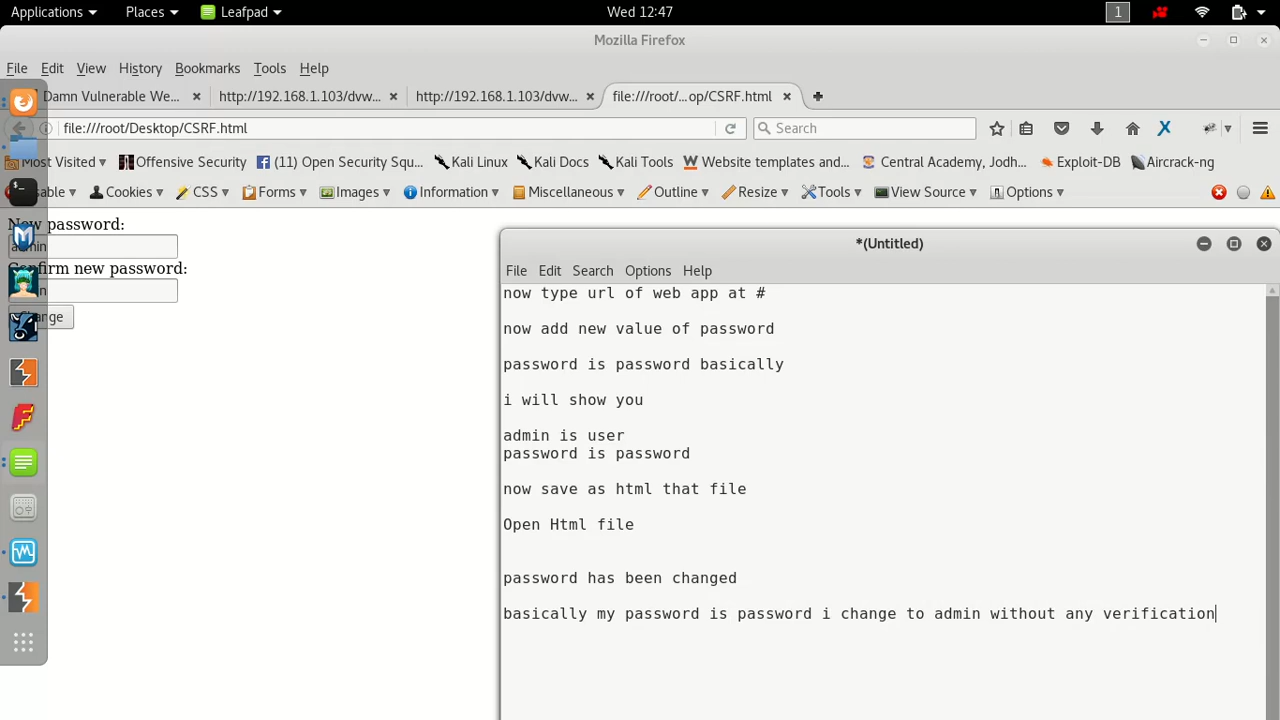 Applications Places Leafpad Wed 12:47 1
Mozilla Firefox
File Edit View History Bookmarks Tools Help
Damn Vulnerable We... http://192.168.1.103/dvw... http://192.168.1.103/dvw... file:///root/...op/CSRF.html
file:///root/Desktop/CSRF.html Search
Most Visited Offensive Security (11) Open Security Squ... Kali Linux Kali Docs Kali Tools Website templates and... Central Academy, Jodh... Exploit-DB Aircrack-ng
Cookies CSS Forms Images Information Miscellaneous Outline Resize Tools View Source Options
New password:
admin
Confirm new password:
Change
*(Untitled)
File Edit Search Options Help
now type url of web app at #
now add new value of password
password is password basically
i will show you
admin is user
password is password
now save as html that file
Open Html file
password has been changed
basically my password is password i change to admin without any verification